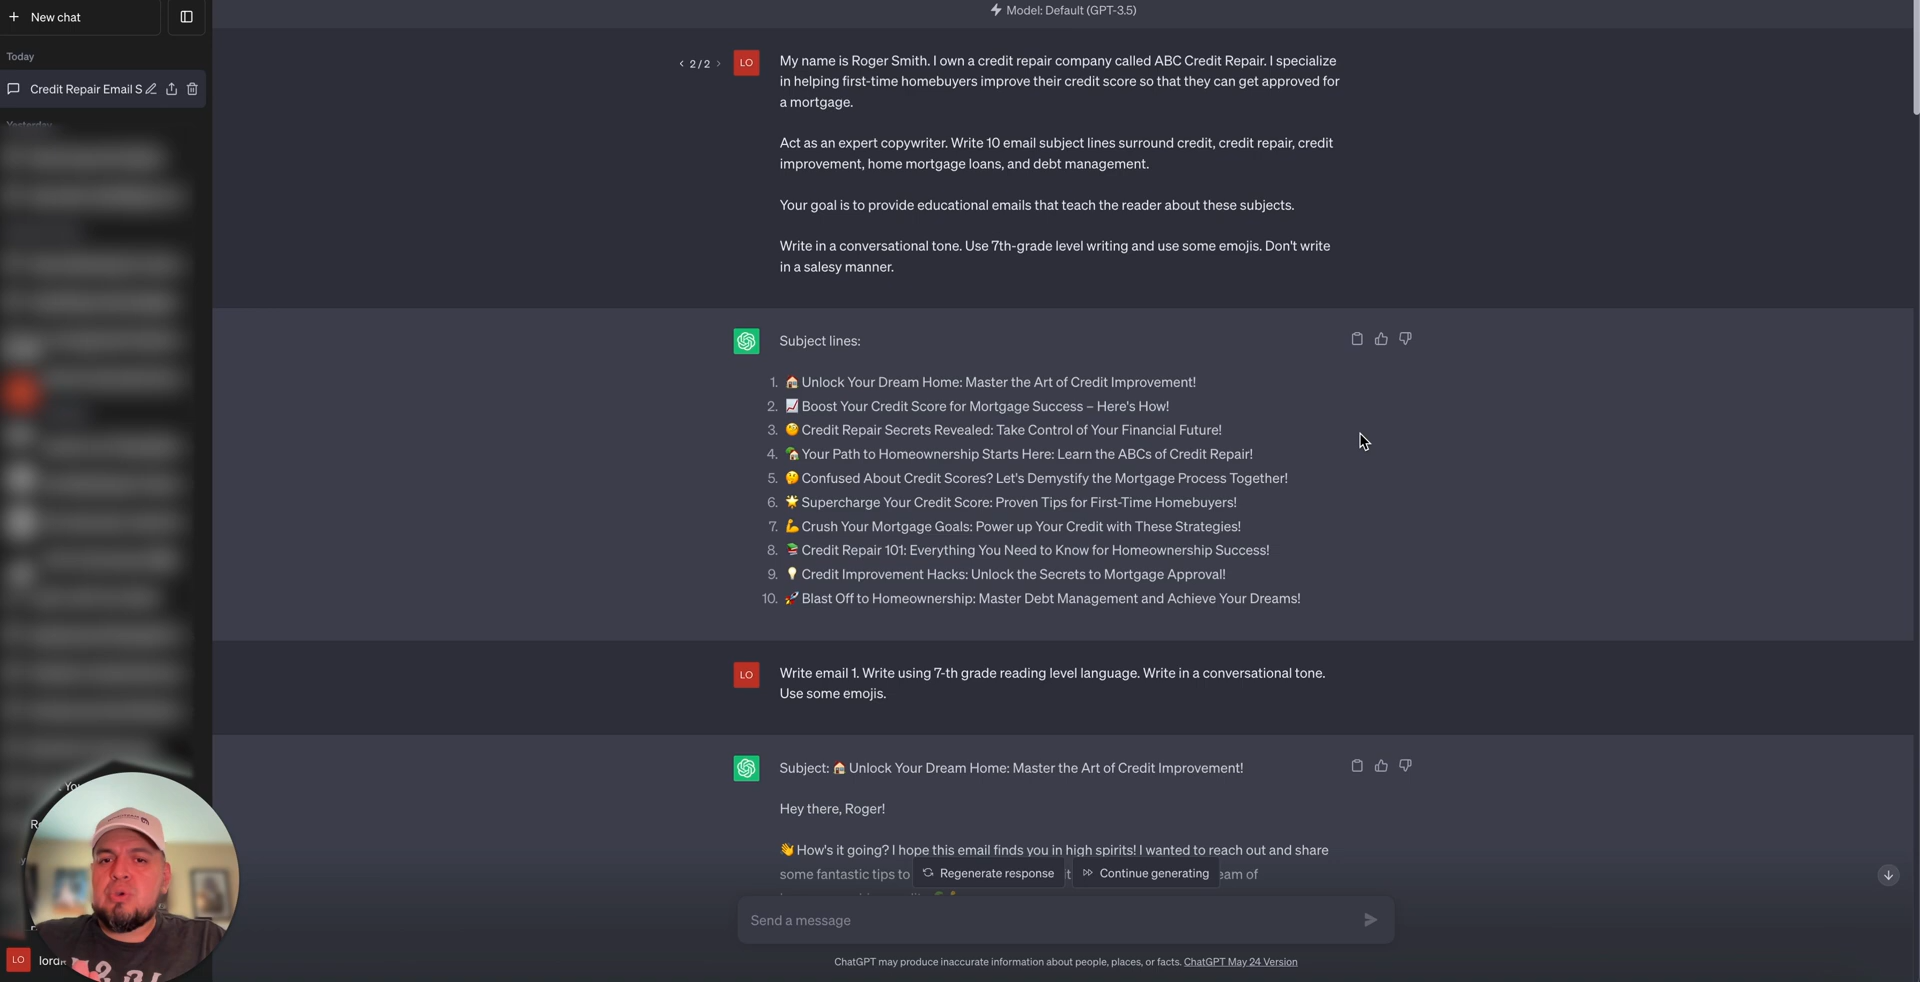 New chat
Model: Default (GPT-3.5)
Today
Credit Repair Email S
Yesterday
2 / 2
LO
My name is Roger Smith. I own a credit repair company called ABC Credit Repair. I specialize
in helping first-time homebuyers improve their credit score so that they can get approved for
a mortgage.
Act as an expert copywriter. Write 10 email subject lines surround credit, credit repair, credit
improvement, home mortgage loans, and debt management.
Your goal is to provide educational emails that teach the reader about these subjects.
Write in a conversational tone. Use 7th-grade level writing and use some emojis. Don't write
in a salesy manner.
Subject lines:
1. 🏠 Unlock Your Dream Home: Master the Art of Credit Improvement!
2. 📈 Boost Your Credit Score for Mortgage Success – Here's How!
3. Credit Repair Secrets Revealed: Take Control of Your Financial Future!
4. 🏡 Your Path to Homeownership Starts Here: Learn the ABCs of Credit Repair!
5. 🤔 Confused About Credit Scores? Let's Demystify the Mortgage Process Together!
6. 🌟 Supercharge Your Credit Score: Proven Tips for First-Time Homebuyers!
7. 💪 Crush Your Mortgage Goals: Power up Your Credit with These Strategies!
8. 📚 Credit Repair 101: Everything You Need to Know for Homeownership Success!
9. 💡 Credit Improvement Hacks: Unlock the Secrets to Mortgage Approval!
10. 🚀 Blast Off to Homeownership: Master Debt Management and Achieve Your Dreams!
LO
Write email 1. Write using 7-th grade reading level language. Write in a conversational tone.
Use some emojis.
Subject: 🏠 Unlock Your Dream Home: Master the Art of Credit Improvement!
Hey there, Roger!
👋 How's it going? I hope this email finds you in high spirits! I wanted to reach out and share
some fantastic tips to
Regenerate response
Continue generating
Send a message
LO
ChatGPT may produce inaccurate information about people, places, or facts. ChatGPT May 24 Version